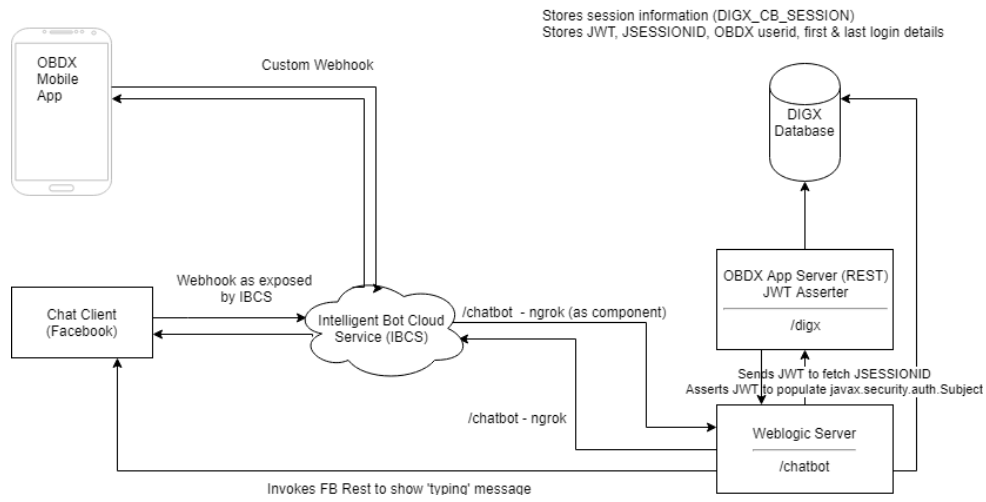 Stores session information (DIGX_CB_SESSION)
Stores JWT, JSESSIONID, OBDX userid, first & last login details
OBDX
Mobile
App
Custom Webhook
DIGX
Database
Webhook as exposed
by IBCS
Chat Client
(Facebook)
Intelligent Bot Cloud
Service (IBCS)
/chatbot - ngrok (as component)
OBDX App Server (REST)
JWT Asserter
/digx
Sends JWT to fetch JSESSIONID
Asserts JWT to populate javax.security.auth.Subject
/chatbot - ngrok
Weblogic Server
/chatbot
Invokes FB Rest to show 'typing' message